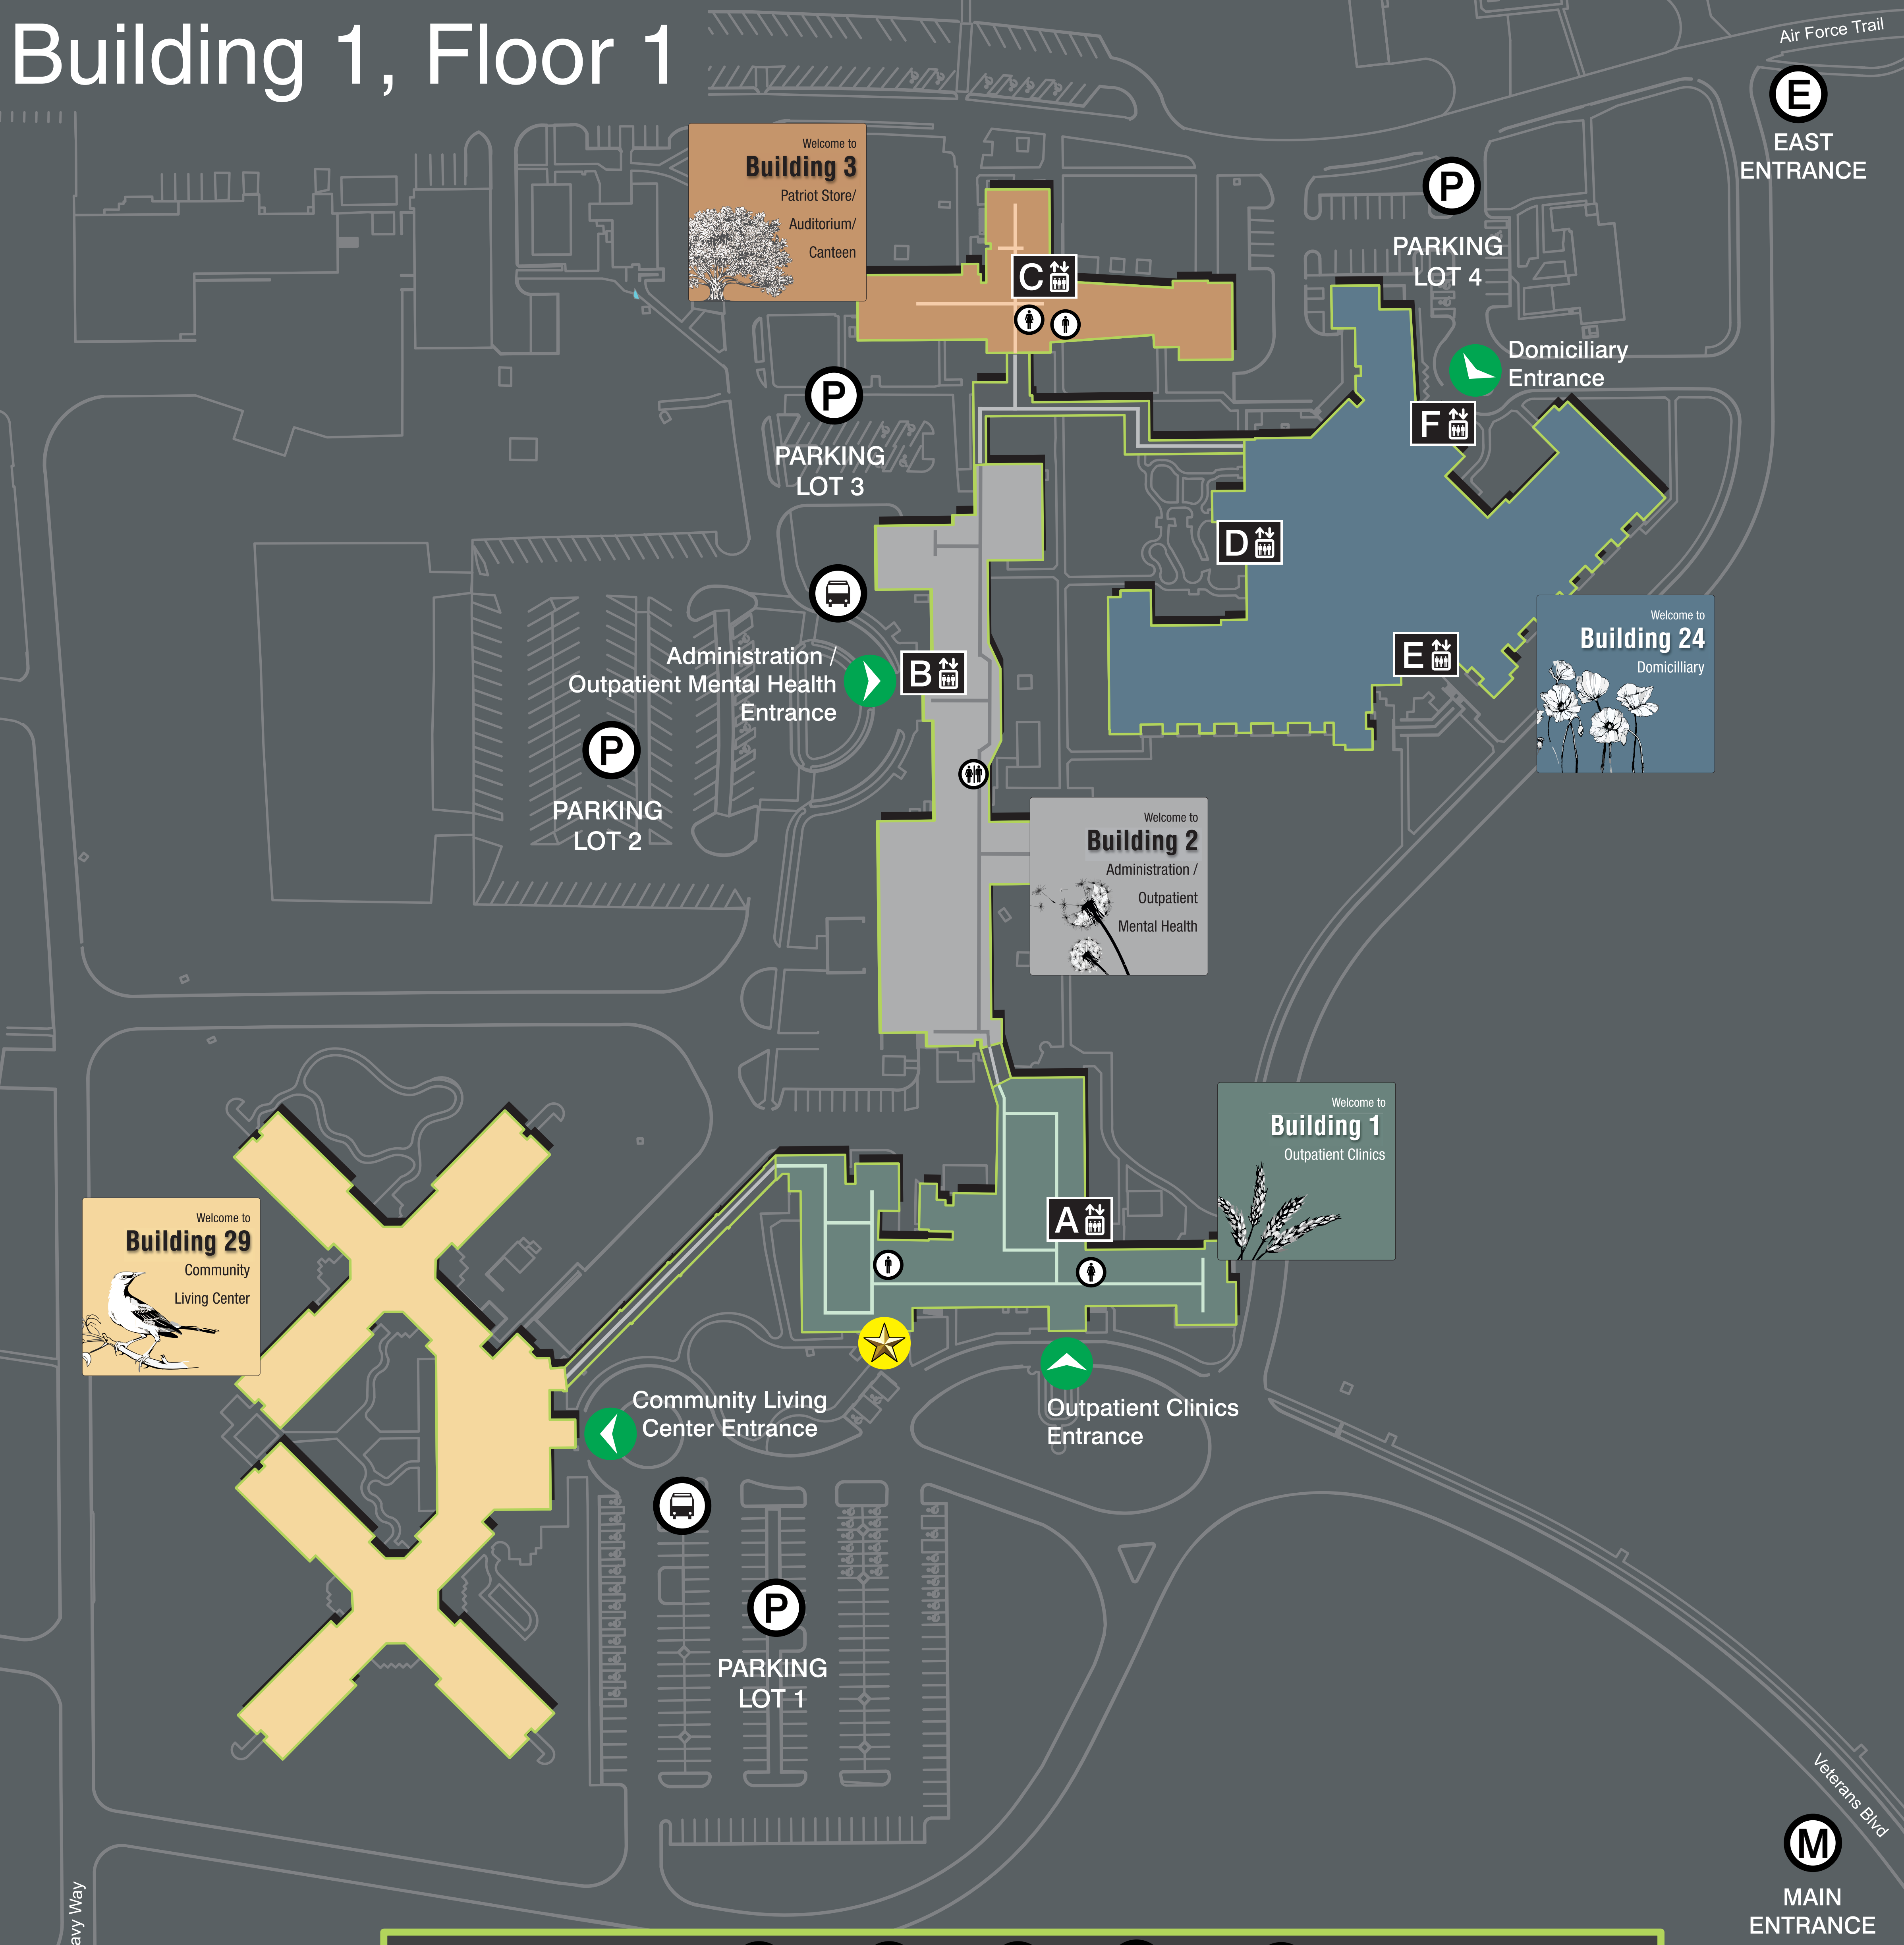 Building 1, Floor 1
Air Force Trail
E
EAST
ENTRANCE
Welcome to
Building 3
Patriot Store/
Auditorium/
Canteen
P
PARKING
LOT 4
C
Domiciliary
Entrance
P
PARKING
LOT 3
F
D
Administration /
Outpatient Mental Health
Entrance
B
E
Welcome to
Building 24
Domicilliary
P
PARKING
LOT 2
Welcome to
Building 2
Administration /
Outpatient
Mental Health
Welcome to
Building 1
Outpatient Clinics
A
Welcome to
Building 29
Community
Living Center
Community Living
Center Entrance
Outpatient Clinics
Entrance
P
PARKING
LOT 1
Veterans Blvd
M
MAIN
ENTRANCE
Way